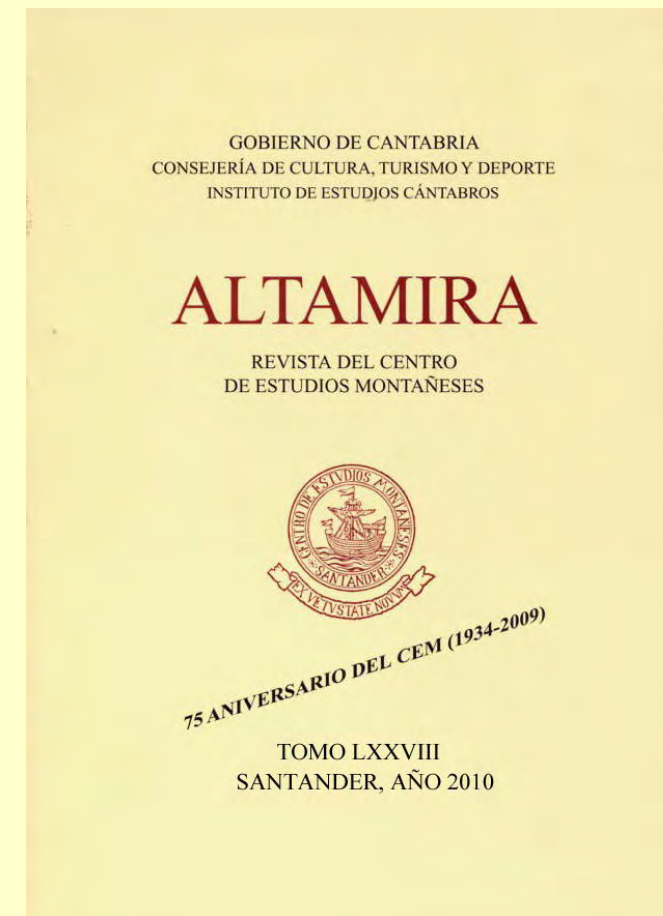 GOBIERNO DE CANTABRIA
CONSEJERÍA DE CULTURA, TURISMO Y DEPORTE
INSTITUTO DE ESTUDIOS CÁNTABROS
ALTAMIRA
REVISTA DEL CENTRO
DE ESTUDIOS MONTAÑESES
CENTRO DE ESTVDIOS MONTAÑESES
SANTANDER
EX VETVSTATE NOVUM
75 ANIVERSARIO DEL CEM (1934-2009)
TOMO LXXVIII
SANTANDER, AÑO 2010